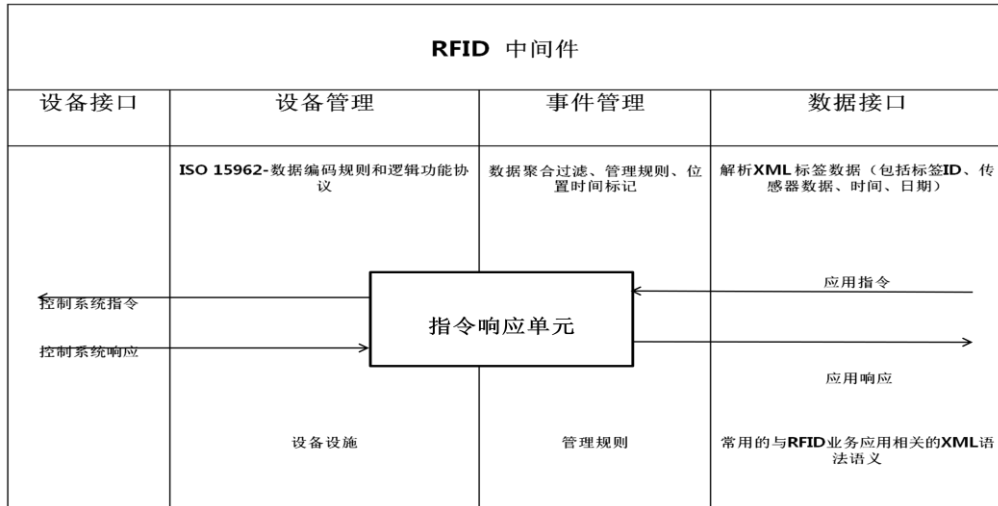 RFID 中间件
设备接口
设备管理
事件管理
数据接口
ISO 15962-数据编码规则和逻辑功能协
议
数据聚合过滤、管理规则、位
置时间标记
解析XML标签数据（包括标签ID、传
感器数据、时间、日期）
控制系统指令
应用指令
指令响应单元
控制系统响应
应用响应
设备设施
管理规则
常用的与RFID业务应用相关的XML语
法语义